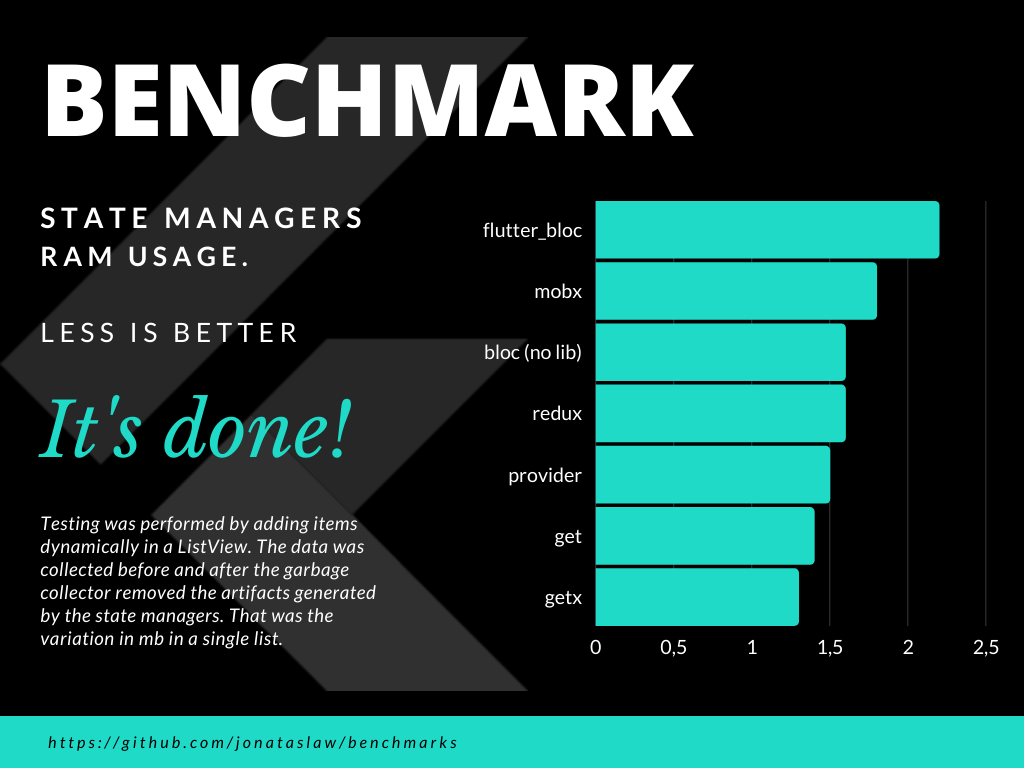 BENCHMARK
STATE MANAGERS
RAM USAGE.
LESS IS BETTER
It's done!
Testing was performed by adding items
dynamically in a ListView. The data was
collected before and after the garbage
collector removed the artifacts generated
by the state managers. That was the
variation in mb in a single list.
flutter_bloc
mobx
bloc (no lib)
redux
provider
get
getx
0 0,5 1 1,5 2 2,5
https://github.com/jonataslaw/benchmarks